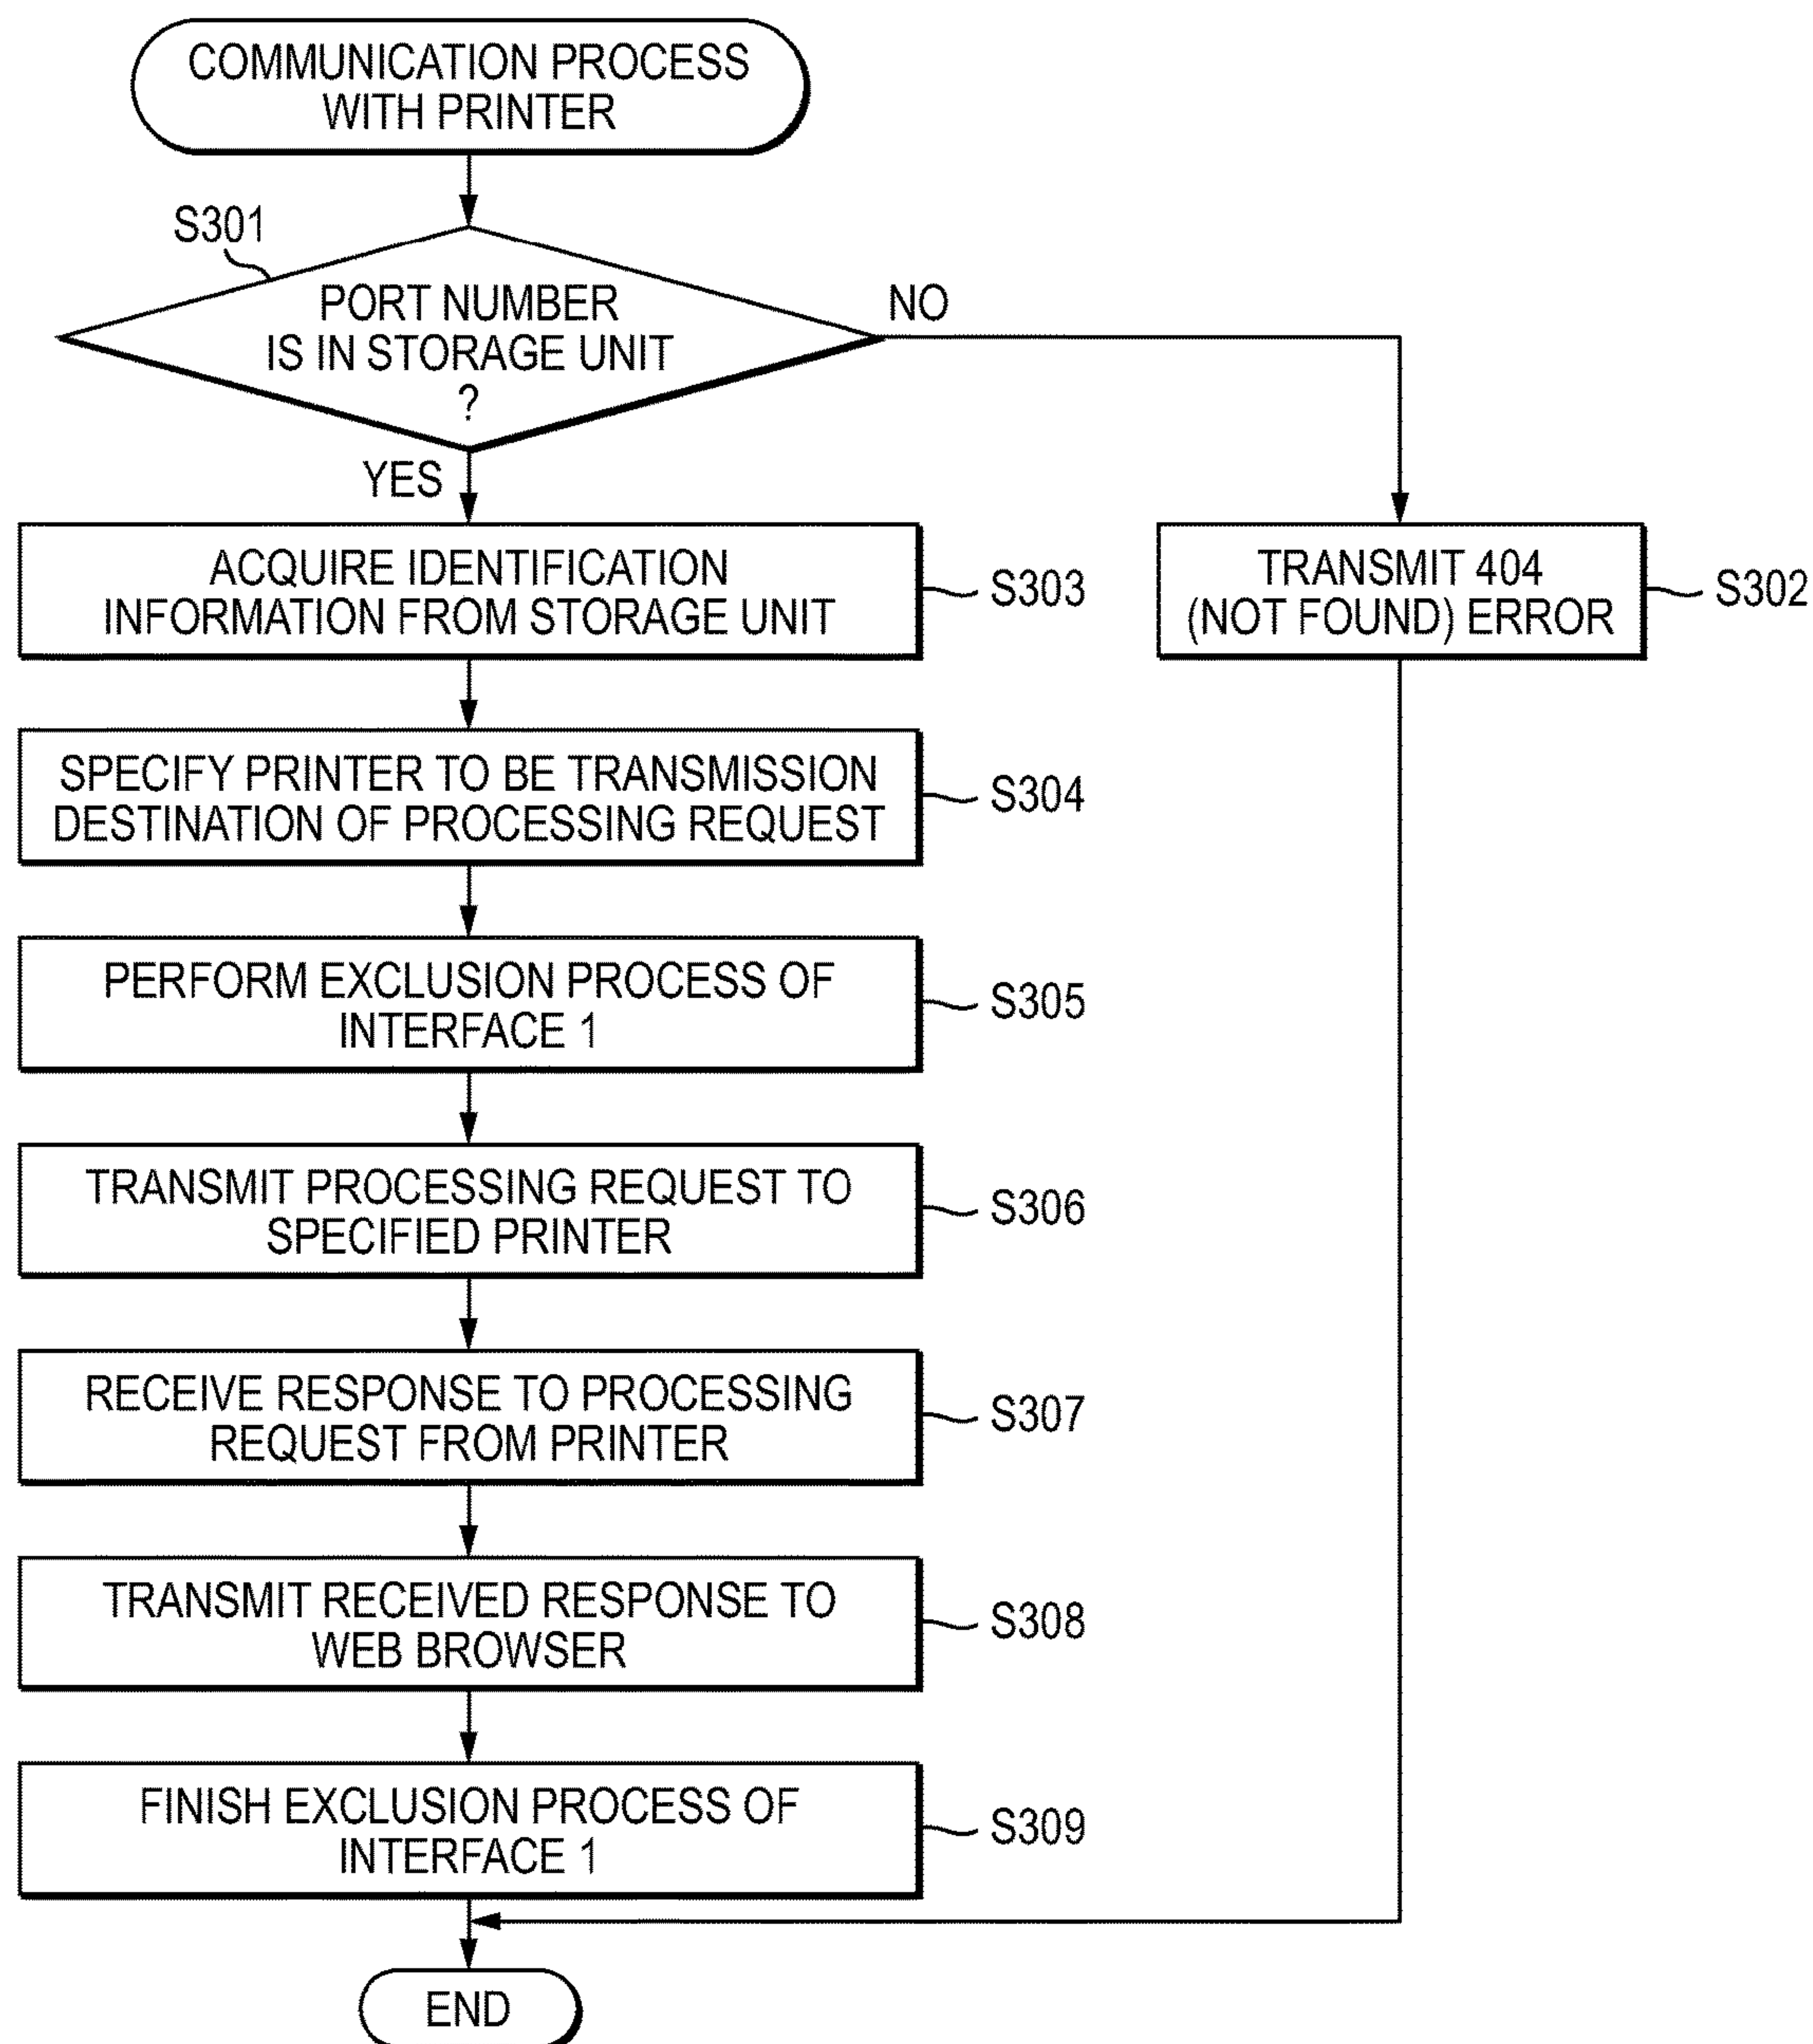 COMMUNICATION PROCESS
WITH PRINTER
S301
PORT NUMBER
IS IN STORAGE UNIT
?
NO
YES
ACQUIRE IDENTIFICATION
INFORMATION FROM STORAGE UNIT
S303
TRANSMIT 404
(NOT FOUND) ERROR
S302
SPECIFY PRINTER TO BE TRANSMISSION
DESTINATION OF PROCESSING REQUEST
S304
PERFORM EXCLUSION PROCESS OF
INTERFACE 1
S305
TRANSMIT PROCESSING REQUEST TO
SPECIFIED PRINTER
S306
RECEIVE RESPONSE TO PROCESSING
REQUEST FROM PRINTER
S307
TRANSMIT RECEIVED RESPONSE TO
WEB BROWSER
S308
FINISH EXCLUSION PROCESS OF
INTERFACE 1
S309
END